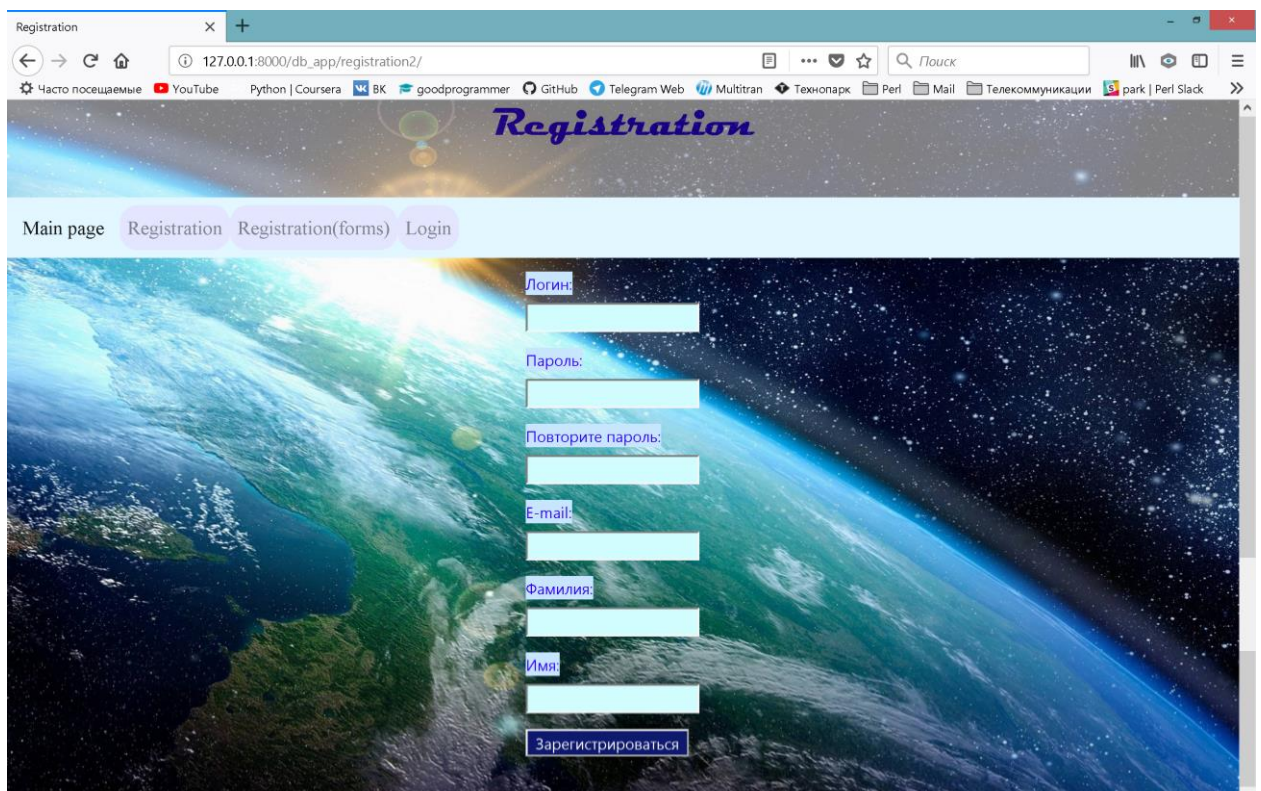 Registration
127.0.0.1:8000/db_app/registration2/
Поиск
Часто посещаемые YouTube Python | Coursera ВК goodprogrammer GitHub Telegram Web Multitran Технопарк Perl Mail Телекоммуникации park | Perl Slack
Registration
Main page Registration Registration(forms) Login
Логин:
Пароль:
Повторите пароль:
E-mail:
Фамилия:
Имя:
Зарегистрироваться